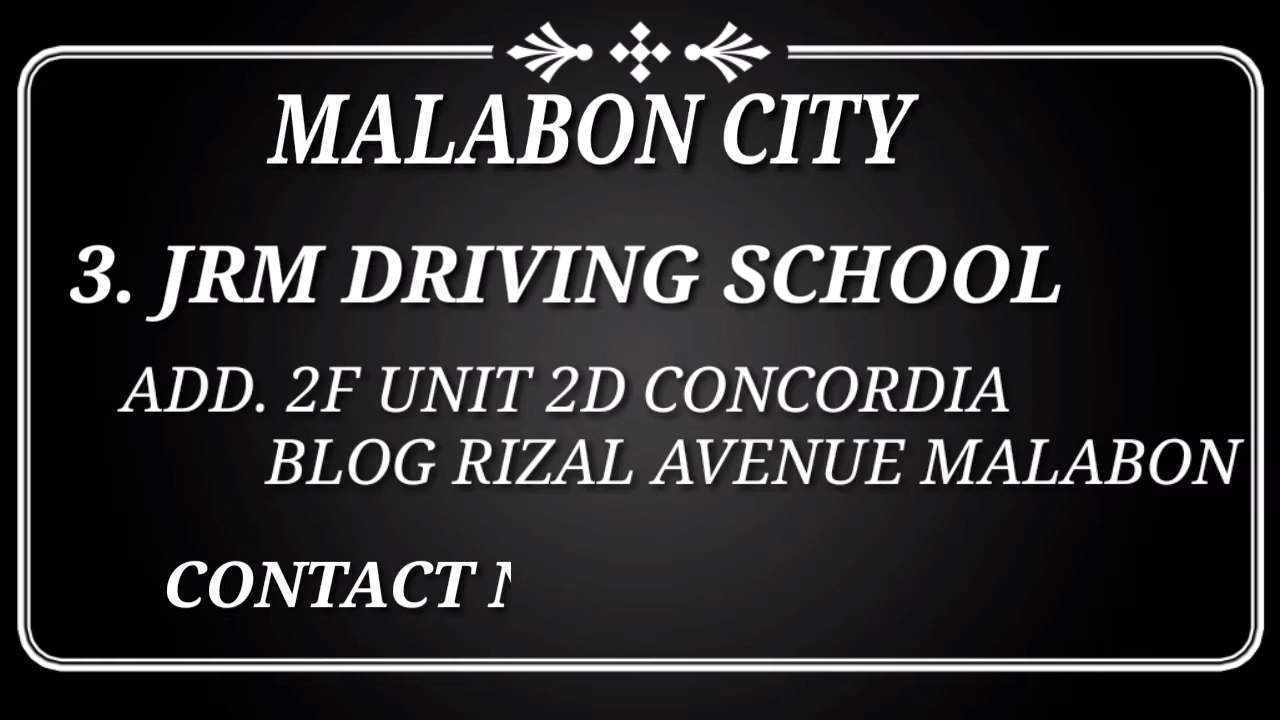 MALABON CITY
3. JRM DRIVING SCHOOL
ADD. 2F UNIT 2D CONCORDIA
BLOG RIZAL AVENUE MALABON
CONTACT